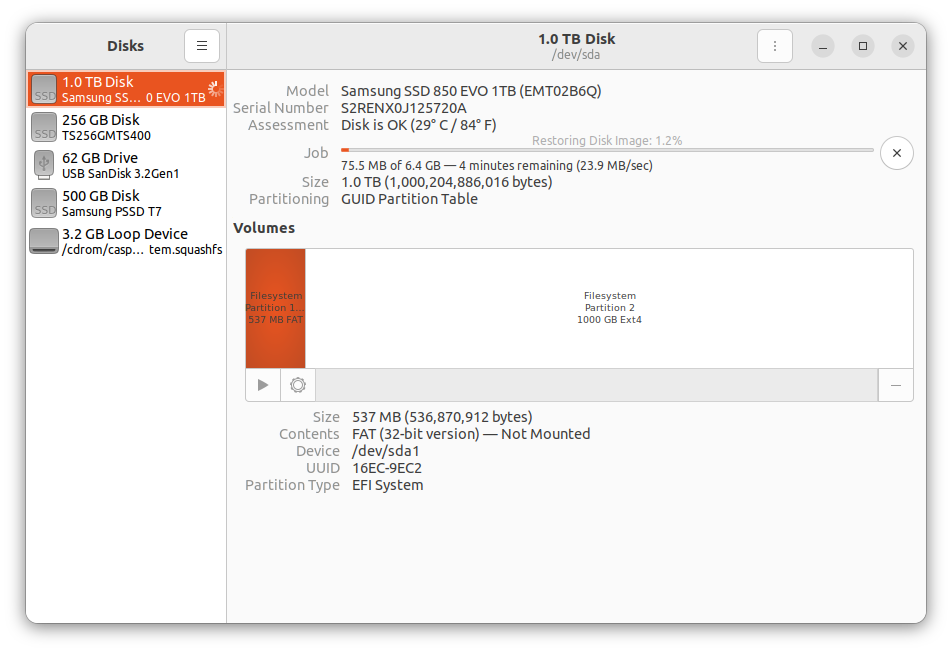 Disks
1.0 TB Disk
/dev/sda
1.0 TB Disk
Samsung SS... 0 EVO 1TB
SSD
256 GB Disk
TS256GMTS400
SSD
62 GB Drive
USB SanDisk 3.2Gen1
500 GB Disk
Samsung PSSD T7
SSD
3.2 GB Loop Device
/cdrom/casp... tem.squashfs
Model Samsung SSD 850 EVO 1TB (EMT02B6Q)
Serial Number S2RENX0J125720A
Assessment Disk is OK (29° C / 84° F)
Restoring Disk Image: 1.2%
Job
75.5 MB of 6.4 GB — 4 minutes remaining (23.9 MB/sec)
Size 1.0 TB (1,000,204,886,016 bytes)
Partitioning GUID Partition Table
Volumes
Filesystem
Partition 1...
537 MB FAT
Filesystem
Partition 2
1000 GB Ext4
Size 537 MB (536,870,912 bytes)
Contents FAT (32-bit version) — Not Mounted
Device /dev/sda1
UUID 16EC-9EC2
Partition Type EFI System